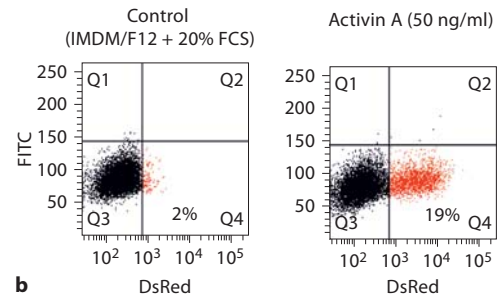 Control
(IMDM/F12 + 20% FCS)
250
200
150
100
50
FITC
Q1
Q2
Q3
Q4
2%
10²
10³
10⁴
10⁵
DsRed
Activin A (50 ng/ml)
250
200
150
100
50
Q1
Q2
Q3
Q4
19%
10²
10³
10⁴
10⁵
DsRed
b